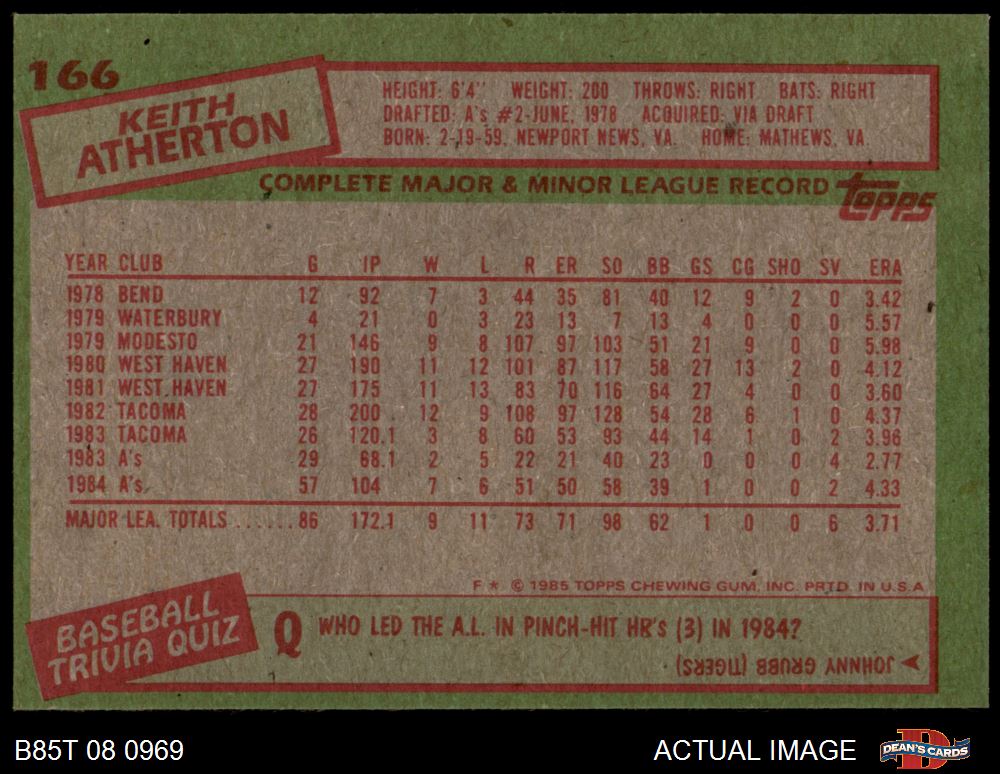 166
KEITH
ATHERTON
HEIGHT: 6'4" WEIGHT: 200 THROWS: RIGHT BATS: RIGHT
DRAFTED: A's #2-JUNE, 1978 ACQUIRED: VIA DRAFT
BORN: 2-19-59, NEWPORT NEWS, VA. HOME: MATHEWS, VA.
COMPLETE MAJOR & MINOR LEAGUE RECORD topps
YEAR CLUB G IP W L R ER SO BB GS CG SHO SV ERA
1978 BEND 12 92 7 3 44 35 81 40 12 9 2 0 3.42
1979 WATERBURY 4 21 0 3 23 13 7 13 4 0 0 0 5.57
1979 MODESTO 21 146 9 8 107 97 103 51 21 9 0 0 5.98
1980 WEST HAVEN 27 190 11 12 101 87 117 58 27 13 2 0 4.12
1981 WEST HAVEN 27 175 11 13 83 70 116 64 27 4 0 0 3.60
1982 TACOMA 28 200 12 9 108 97 128 54 28 6 1 0 4.37
1983 TACOMA 26 120.1 3 8 60 53 93 44 14 1 0 2 3.96
1983 A's 29 68.1 2 5 22 21 40 23 0 0 0 4 2.77
1984 A's 57 104 7 6 51 50 58 39 1 0 0 2 4.33
MAJOR LEA. TOTALS ...... 86 172.1 9 11 73 71 98 62 1 0 0 6 3.71
F * © 1985 TOPPS CHEWING GUM, INC. PRTD. IN U.S.A
BASEBALL
TRIVIA QUIZ
Q WHO LED THE A.L. IN PINCH-HIT HR's (3) IN 1984?
JOHNNY GRUBB (TIGERS)
B85T 08 0969 ACTUAL IMAGE DEAN'S CARDS